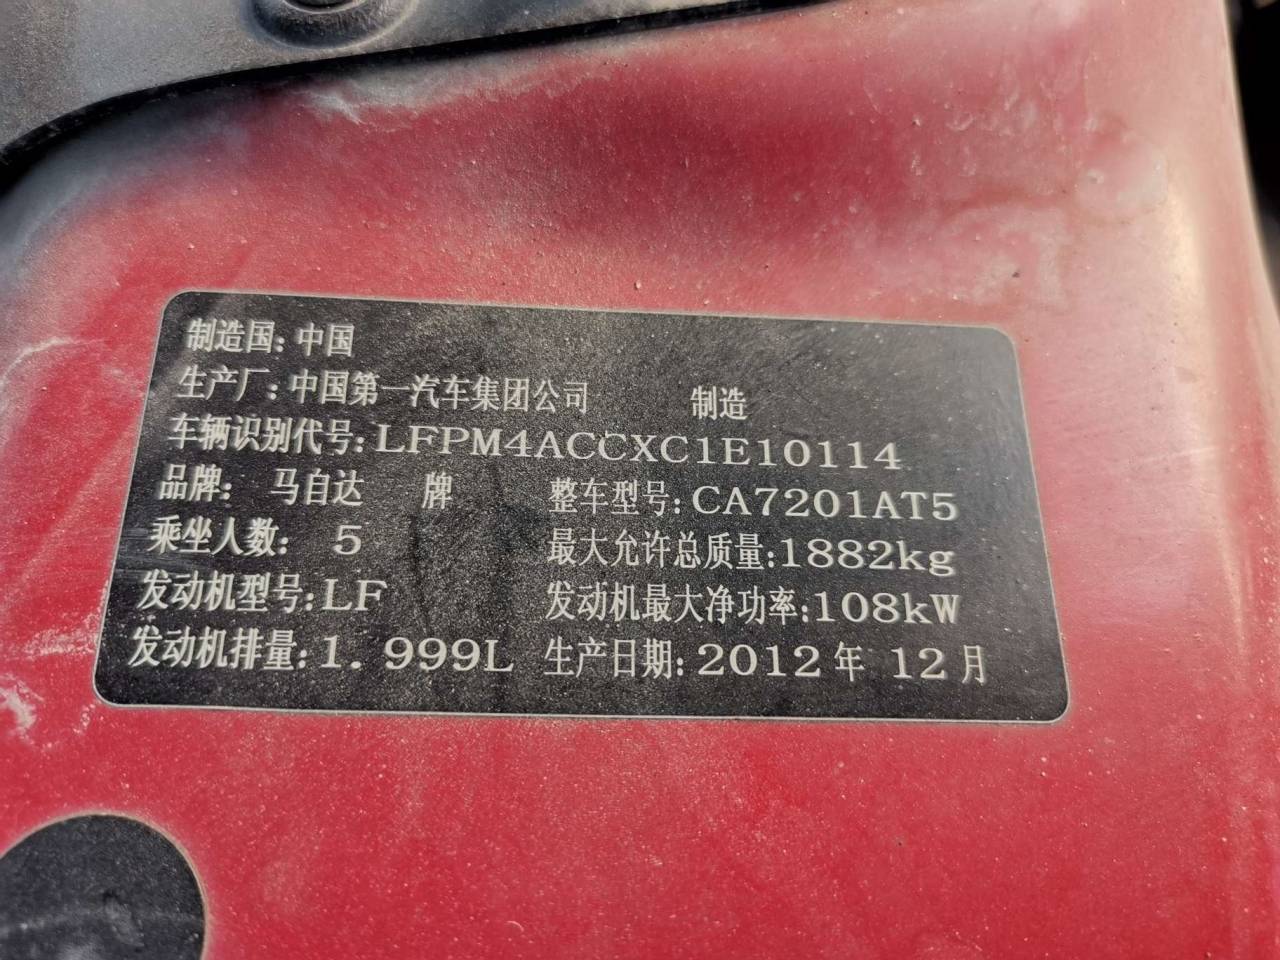 制造国：中国
生产厂：中国第一汽车集团公司 制造
车辆识别代号：LFPM4ACCXC1E10114
品牌： 马自达 牌 整车型号：CA7201AT5
乘坐人数： 5 最大允许总质量：1882kg
发动机型号：LF 发动机最大净功率：108kW
发动机排量：1．999L 生产日期：2012年 12月